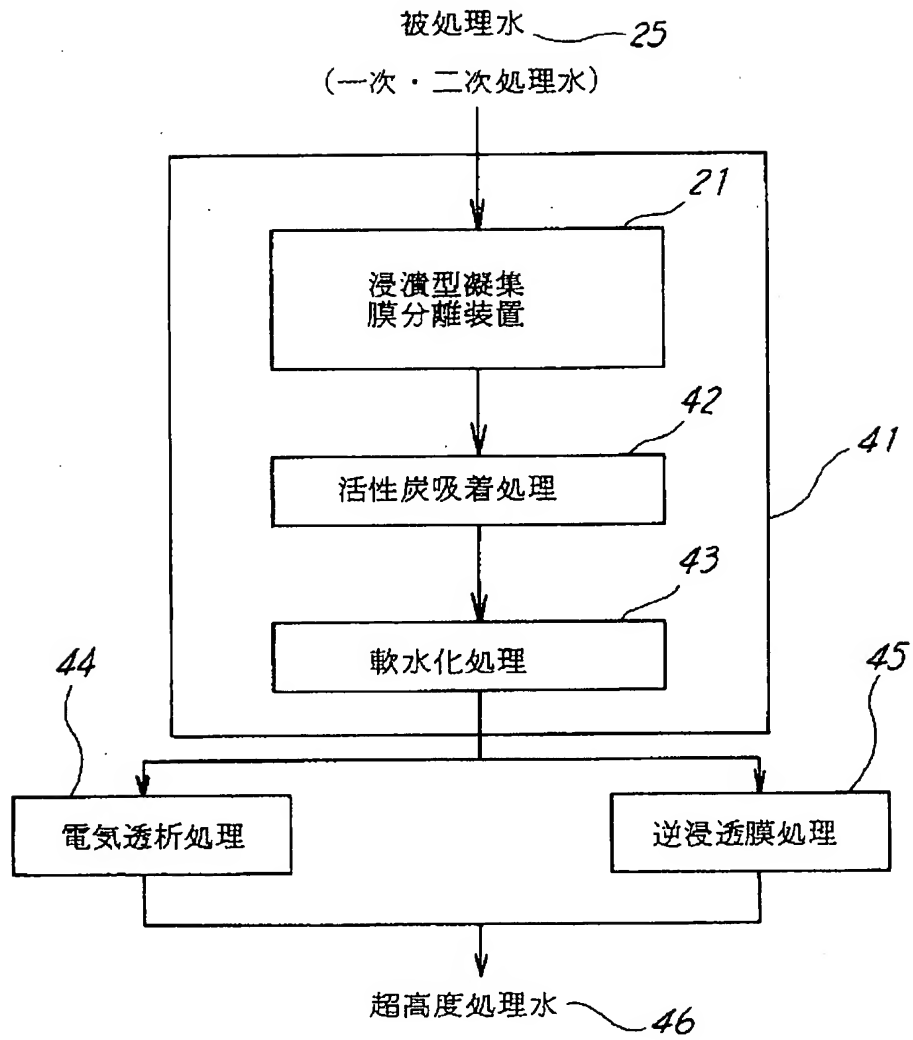 被処理水 25
(一次・二次処理水)
21
浸漬型凝集
膜分離装置
42
活性炭吸着処理
41
43
軟水化処理
44
45
電気透析処理
逆浸透膜処理
超高度処理水 46